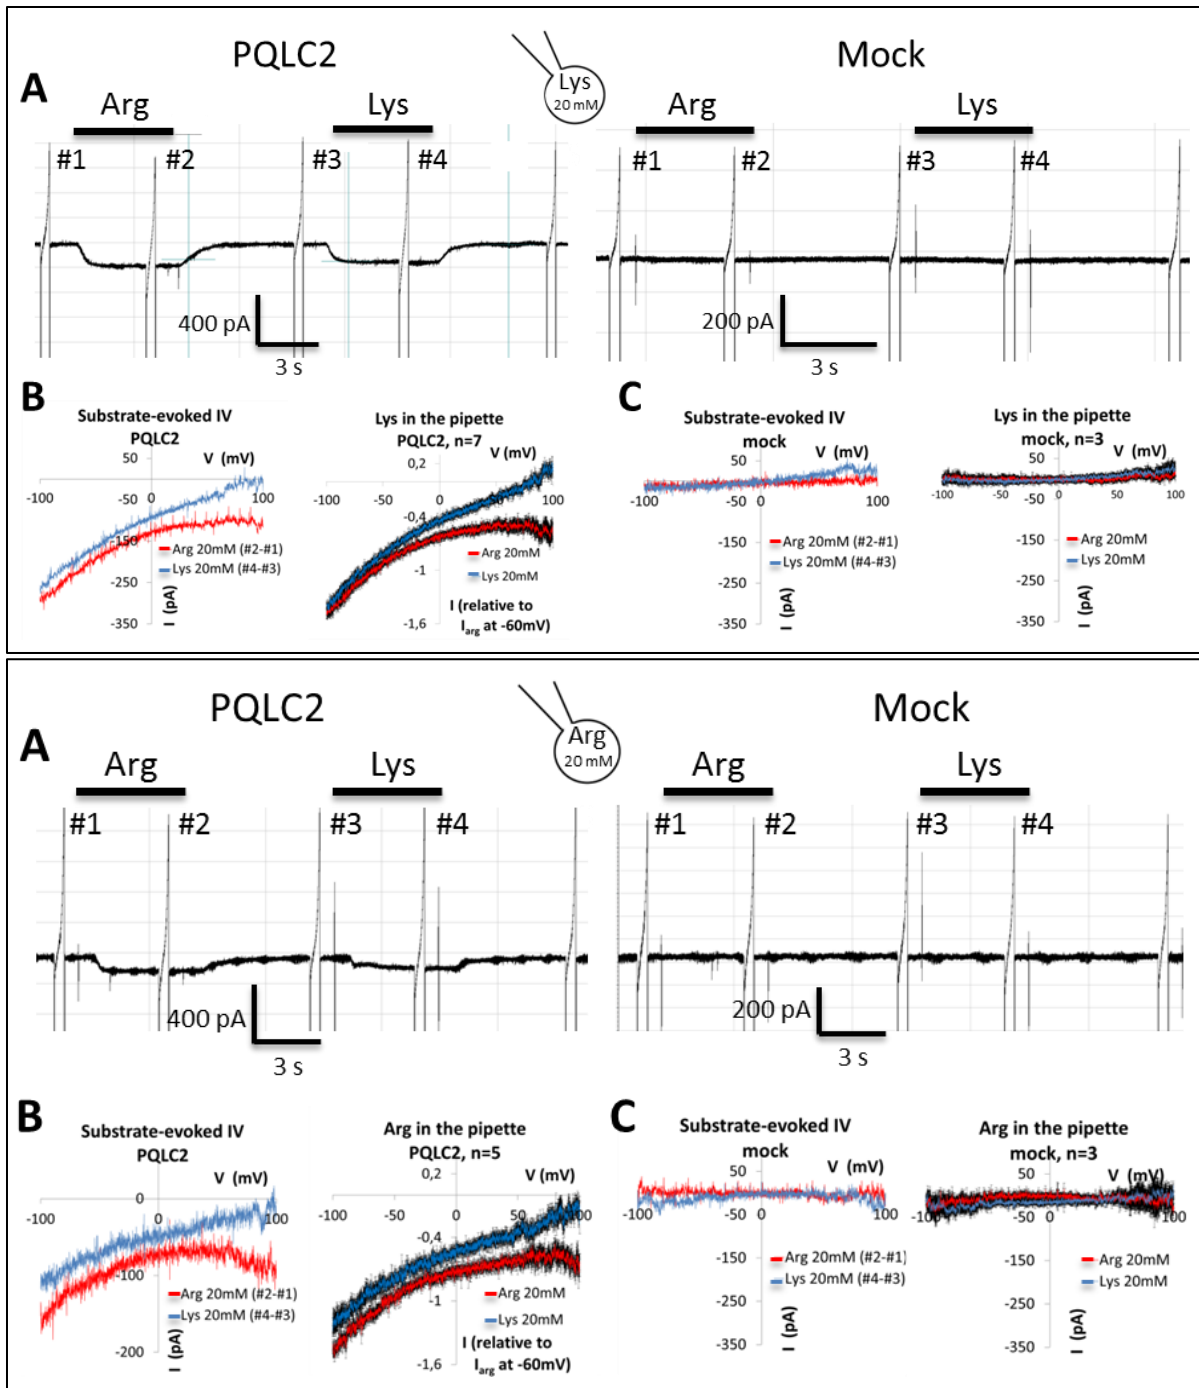 PQLC2
Mock
A
Lys
20 mM
Arg
Lys
Arg
Lys
#1
#2
#3
#4
#1
#2
#3
#4
400 pA
3 s
200 pA
3 s
B
Substrate-evoked IV
PQLC2
V (mV)
50
-100
0
100
-150
-250
-350
Arg 20mM (#2-#1)
Lys 20mM (#4-#3)
I (pA)
Lys in the pipette
PQLC2, n=7
V (mV)
0,2
-100
-50
0
50
100
-0,4
-1
-1,6
Arg 20mM
Lys 20mM
I (relative to
Iarg at -60mV)
C
Substrate-evoked IV
mock
V (mV)
50
-100
0
100
-50
-150
-250
-350
Arg 20mM (#2-#1)
Lys 20mM (#4-#3)
I (pA)
Lys in the pipette
mock, n=3
V (mV)
50
-100
-50
0
50
100
-50
-150
-250
-350
Arg 20mM
Lys 20mM
I (pA)
PQLC2
Mock
A
Arg
20 mM
Arg
Lys
Arg
Lys
#1
#2
#3
#4
#1
#2
#3
#4
400 pA
3 s
200 pA
3 s
B
Substrate-evoked IV
PQLC2
V (mV)
0
-100
0
100
-100
-200
Arg 20mM (#2-#1)
Lys 20mM (#4-#3)
I (pA)
Arg in the pipette
PQLC2, n=5
V (mV)
0,2
-100
-50
0
50
100
-0,4
-1
-1,6
Arg 20mM
Lys 20mM
I (relative to
Iarg at -60mV)
C
Substrate-evoked IV
mock
V (mV)
50
-100
0
100
-50
-150
-250
-350
Arg 20mM (#2-#1)
Lys 20mM (#4-#3)
I (pA)
Arg in the pipette
mock, n=3
V (mV)
50
-100
0
100
-50
-150
-250
-350
Arg 20mM
Lys 20mM
I (pA)